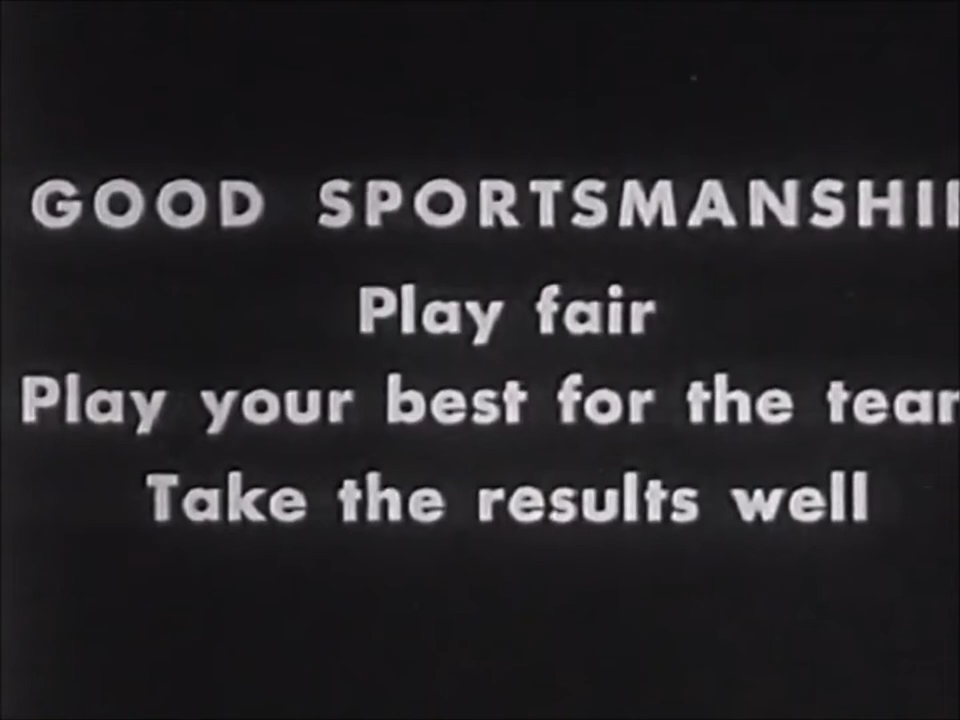 GOOD SPORTSMANSHI
Play fair
Play your best for the tea
Take the results well